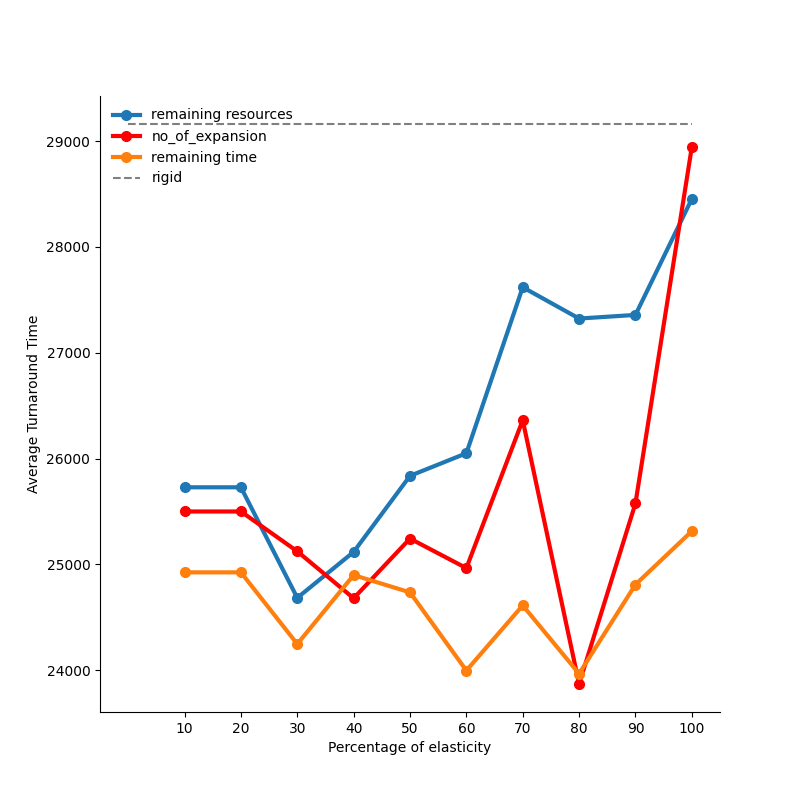 remaining resources
no_of_expansion
remaining time
rigid
29000
28000
27000
26000
25000
24000
Average Turnaround Time
10 20 30 40 50 60 70 80 90 100
Percentage of elasticity